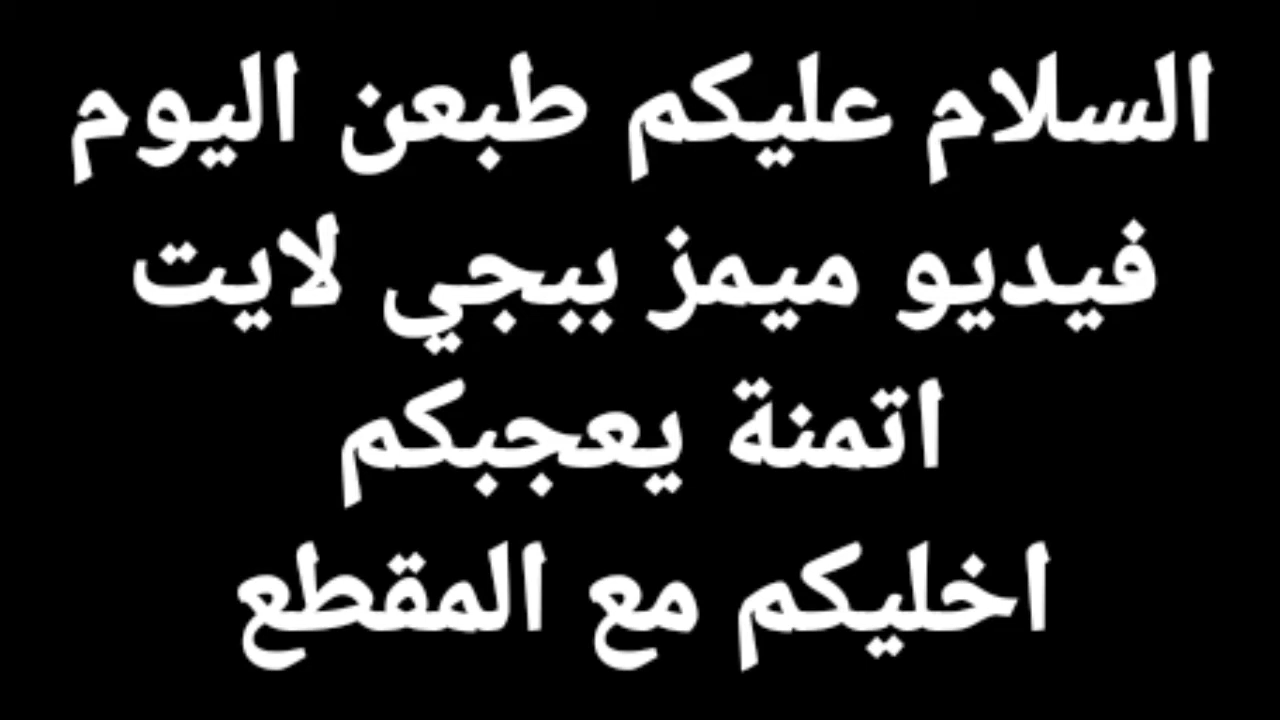 السلام عليكم طبعن اليوم
فيديو ميمز ببجي لايت
اتمنة يعجبكم
اخليكم مع المقطع